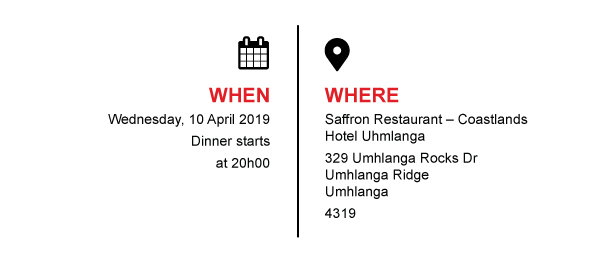 WHEN
Wednesday, 10 April 2019
Dinner starts
at 20h00
WHERE
Saffron Restaurant – Coastlands
Hotel Uhmlanga
329 Umhlanga Rocks Dr
Umhlanga Ridge
Umhlanga
4319